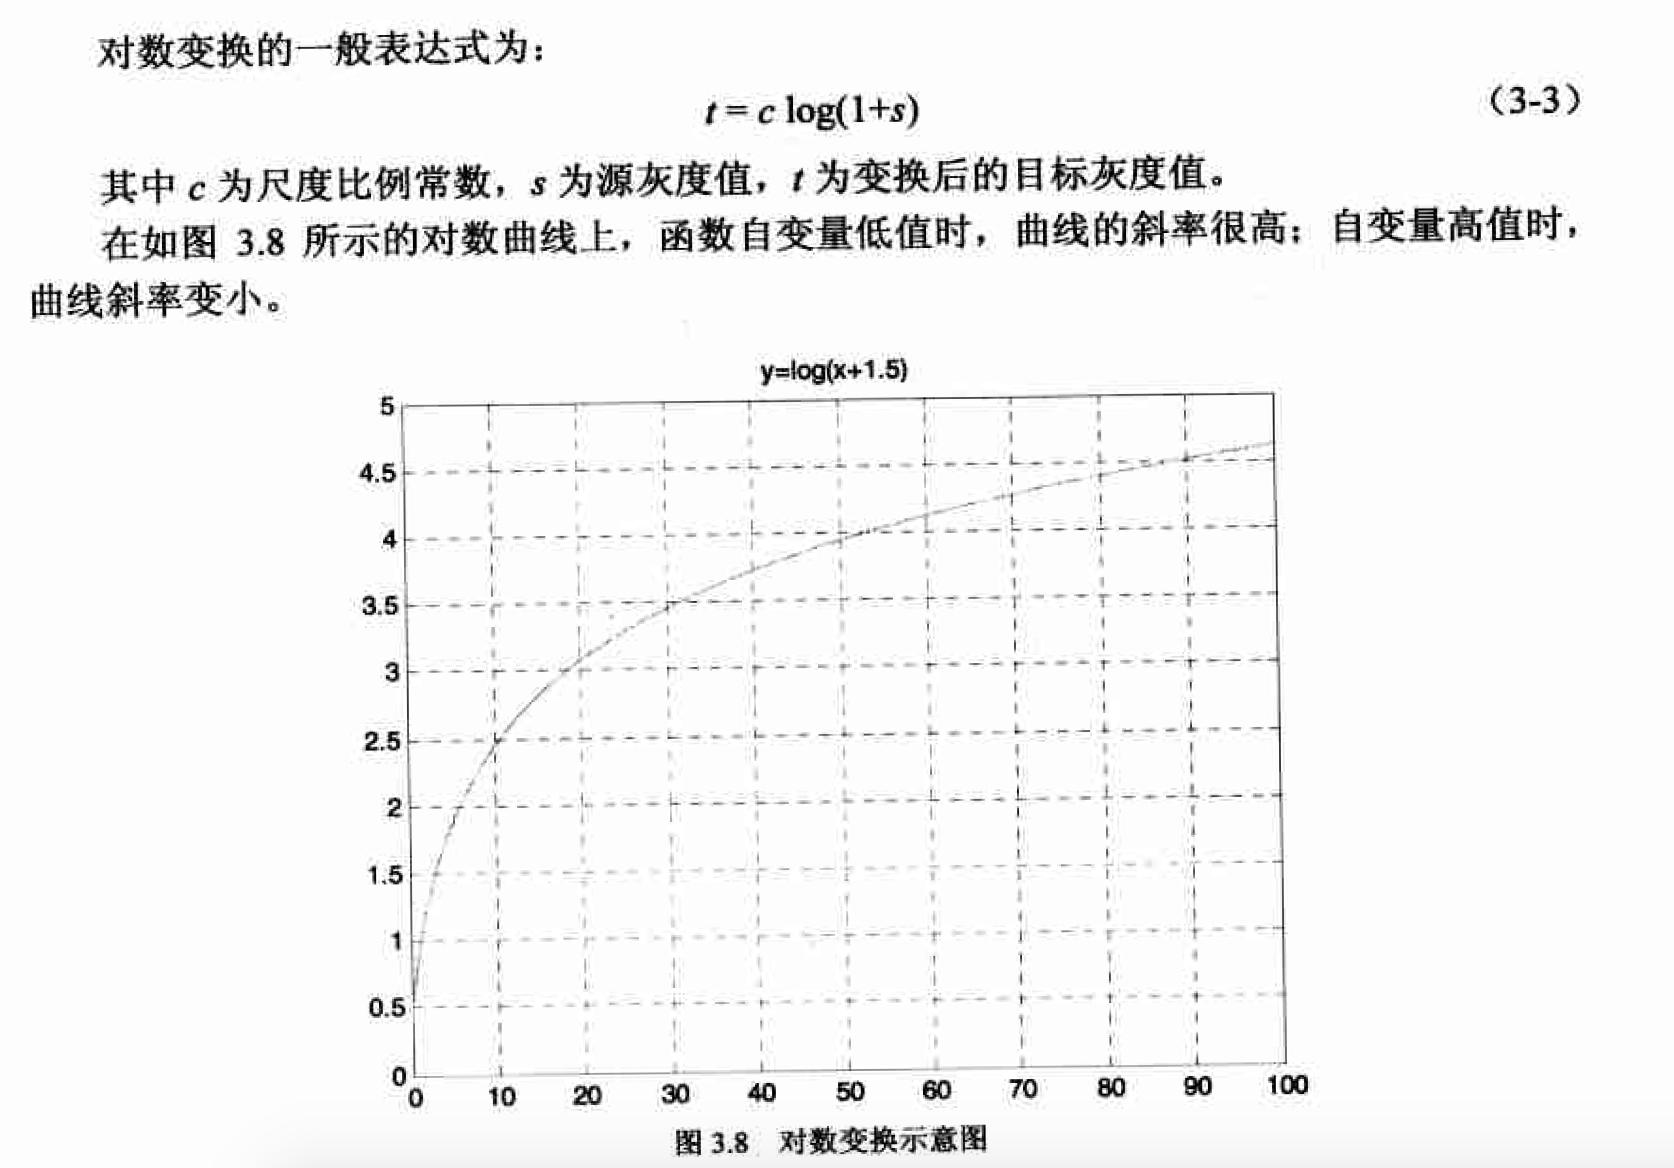 对数变换的一般表达式为：
t = c log(1+s) （3-3）
其中 c 为尺度比例常数，s 为源灰度值，t 为变换后的目标灰度值。
在如图 3.8 所示的对数曲线上，函数自变量低值时，曲线的斜率很高；自变量高值时，
曲线斜率变小。
y=log(x+1.5)
5
4.5
4
3.5
3
2.5
2
1.5
1
0.5
0
0 10 20 30 40 50 60 70 80 90 100
图 3.8 对数变换示意图